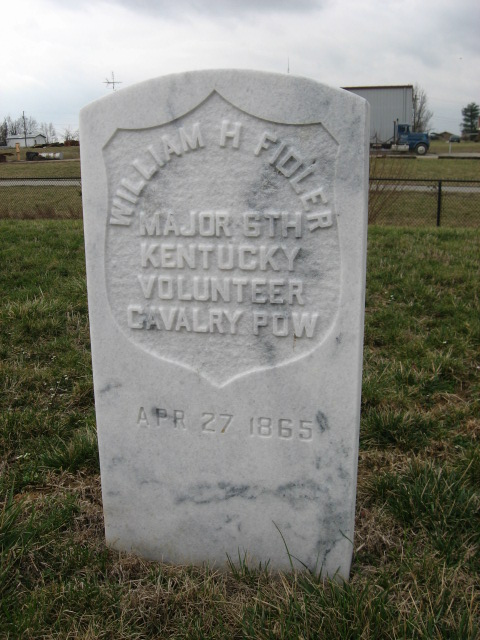 WILLIAM H FIDLER
MAJOR 6TH
KENTUCKY
VOLUNTEER
CAVALRY POW
APR 27 1865